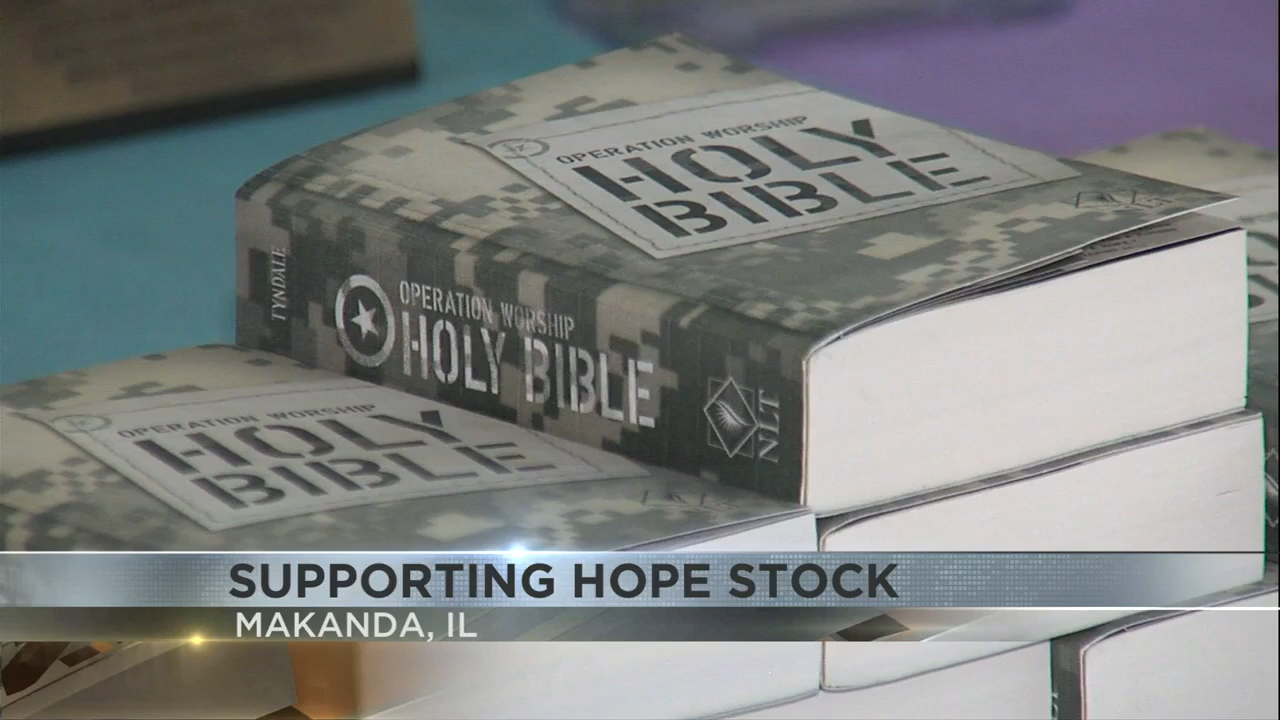 OPERATION WORSHIP
HOLY
BIBLE
TYNDALE
OPERATION WORSHIP
HOLY BIBLE
NLT
OPERATION WORSHIP
HOLY
BIBLE
SUPPORTING HOPE STOCK
MAKANDA, IL